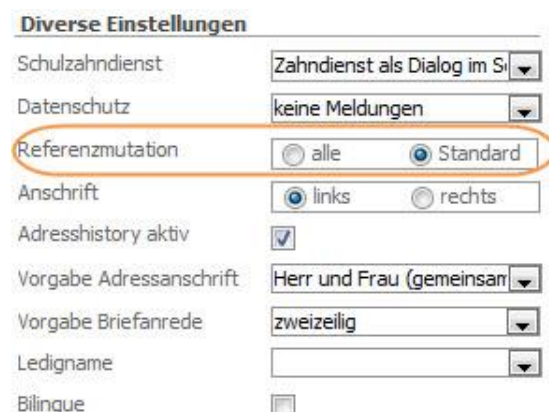 Diverse Einstellungen
Schulzahndienst Zahndienst als Dialog im S
Datenschutz keine Meldungen
Referenzmutation alle Standard
Anschrift links rechts
Adresshistory aktiv
Vorgabe Adressanschrift Herr und Frau (gemeinsam
Vorgabe Briefanrede zweizeilig
Ledigname
Bilingue